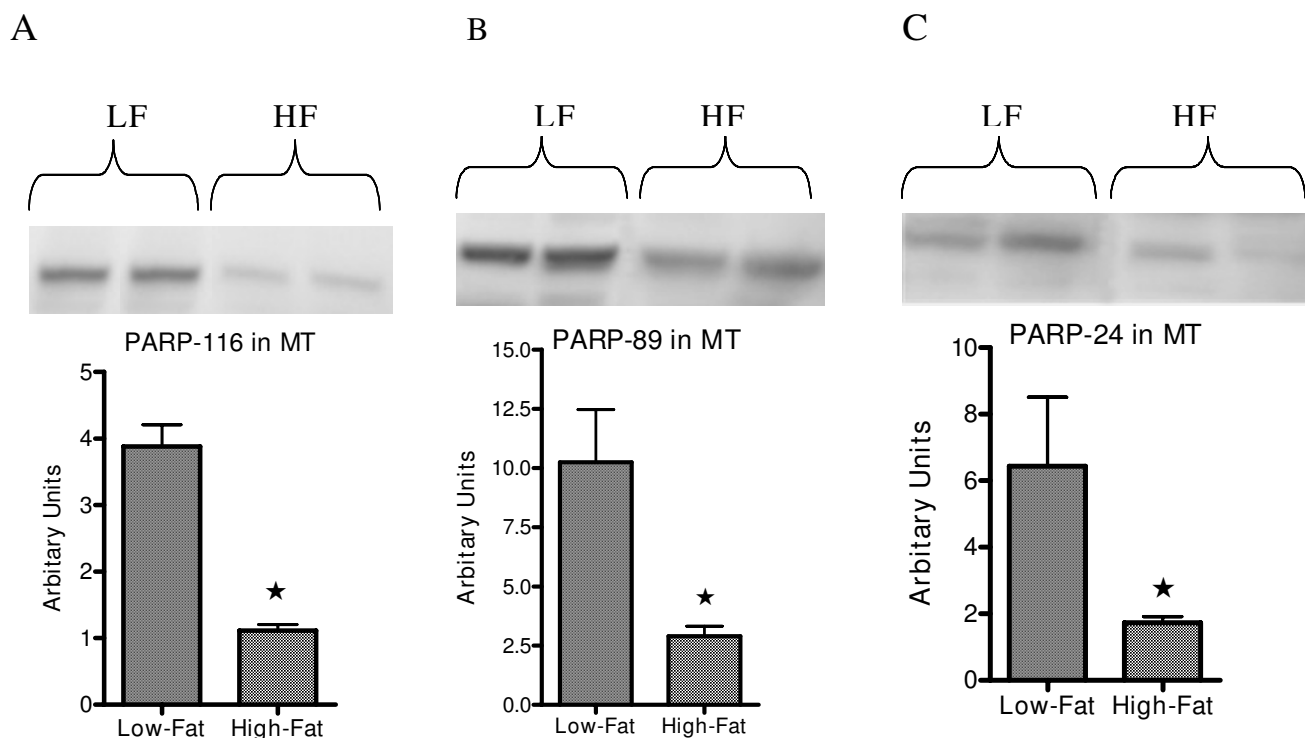 A
LF HF
PARP-116 in MT
Arbitary Units
5
4
3
2
1
0
★
Low-Fat High-Fat
B
LF HF
PARP-89 in MT
Arbitary Units
15.0
12.5
10.0
7.5
5.0
2.5
0.0
★
Low-Fat High-Fat
C
LF HF
PARP-24 in MT
Arbitary Units
10
8
6
4
2
0
★
Low-Fat High-Fat